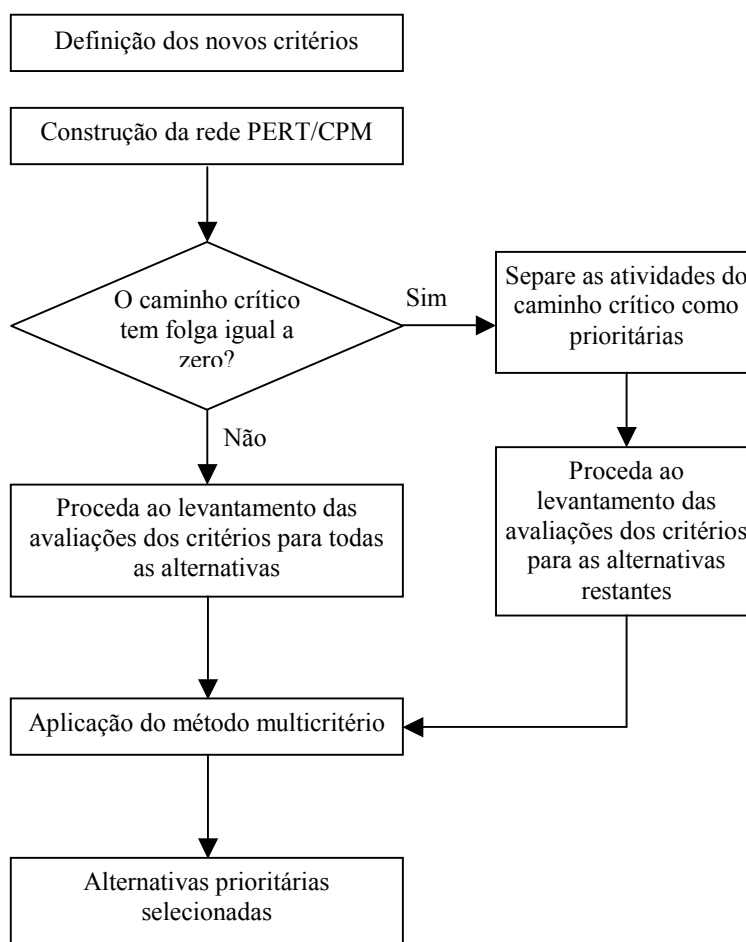 Definição dos novos critérios
Construção da rede PERT/CPM
O caminho crítico
tem folga igual a
zero?
Sim
Separe as atividades do
caminho crítico como
prioritárias
Não
Proceda ao levantamento das
avaliações dos critérios para todas
as alternativas
Proceda ao
levantamento das
avaliações dos critérios
para as alternativas
restantes
Aplicação do método multicritério
Alternativas prioritárias
selecionadas